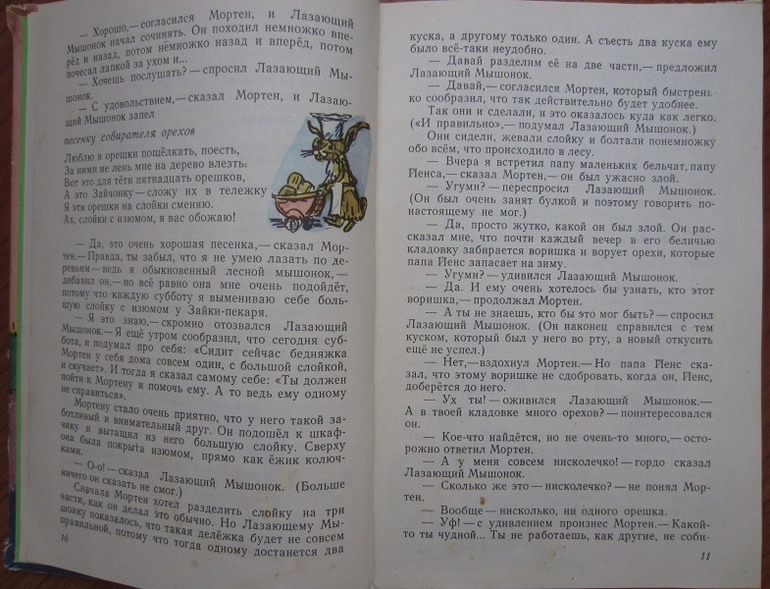 — Хорошо,— согласился Мортен, и Лазающий
Мышонок начал сочинять. Он походил немножко впе-
рёд и назад, потом немножко назад и вперёд, потом
почесал лапкой за ухом и...
— Хочешь послушать? — спросил Лазающий Мы-
шонок.
— С удовольствием,— сказал Мортен, и Лазаю-
щий Мышонок запел
песенку собирателя орехов
Люблю я орешки пощёлкать, поесть,
За ними не лень мне на дерево влезть:
Вот это для тёти пятнадцать орешков,
А это Зайчонку — сложу их в тележку
Я эти орешки на слойки сменяю.
Ах, слойки с изюмом, я вас обожаю!
— Да, это очень хорошая песенка,— сказал Мор-
тен.— Правда, ты забыл, что я не умею лазать по де-
ревьям — ведь я обыкновенный лесной мышонок,—
добавил он,— но всё равно она мне очень подойдёт,
потому что каждую субботу я вымениваю себе боль-
шую слойку с изюмом у Зайки-пекаря.
— Я это знаю,— скромно отозвался Лазающий
Мышонок.— Я ещё утром сообразил, что сегодня суб-
бота, и подумал про себя: «Сидит сейчас бедняжка
Мортен у себя дома совсем один, с большой слойкой,
и скучает». И тогда я сказал самому себе: «Ты должен
пойти к Мортену и помочь ему. А то ведь ему одному
не справиться».
Мортену стало очень приятно, что у него такой за-
ботливый и внимательный друг. Он подошёл к шкаф-
чику и вытащил из него большую слойку. Сверху
она была покрыта изюмом, прямо как ёжик колюч-
ками.
— О-о! — сказал Лазающий Мышонок. (Больше
ничего он сказать не смог.)
Сначала Мортен хотел разделить слойку на три
части, как он делал это обычно. Но Лазающему Мы-
шонку показалось, что такая делёжка будет не совсем
правильной, потому что тогда одному достанется два
10
куска, а другому только один. А съесть два куска ему
было всё-таки неудобно.
— Давай разделим её на две части,— предложил
Лазающий Мышонок.
— Давай,— согласился Мортен, который быстрень-
ко сообразил, что так действительно будет удобнее.
Так они и сделали, и это оказалось куда как легко.
(«И правильно»,— подумал Лазающий Мышонок.)
Они сидели, жевали слойку и болтали понемножку
обо всём, что происходило в лесу.
— Вчера я встретил папу маленьких бельчат, папу
Йенса,— сказал Мортен,— он был ужасно злой.
— Угумн? — переспросил Лазающий Мышонок.
(Он был очень занят булкой и поэтому говорить по-
настоящему не мог.)
— Да, просто жутко, какой он был злой. Он рас-
сказал мне, что почти каждый вечер в его беличью
кладовку забирается воришка и ворует орехи, которые
папа Йенс запасает на зиму.
— Угумн? — удивился Лазающий Мышонок.
— Да. И ему очень хотелось бы узнать, кто этот
воришка,— продолжал Мортен.
— А ты не знаешь, кто бы это мог быть? — спросил
Лазающий Мышонок. (Он наконец справился с тем
куском, который был у него во рту, а новый откусить
ещё не успел.)
— Нет,— вздохнул Мортен.— Но папа Йенс ска-
зал, что этому воришке не сдобровать, когда он, Йенс,
доберётся до него.
— Ух ты! — оживился Лазающий Мышонок.—
А в твоей кладовке много орехов? — поинтересовался
он.
— Кое-что найдётся, но не очень-то много,— осто-
рожно ответил Мортен.
— А у меня совсем нисколечко! — гордо сказал
Лазающий Мышонок.
— Сколько же это — нисколечко? — не понял Мор-
тен.
— Вообще — нисколько, ни одного орешка.
— Уф! — с удивлением произнес Мортен.— Какой-
то ты чудной... Ты не работаешь, как другие, не соби-
11